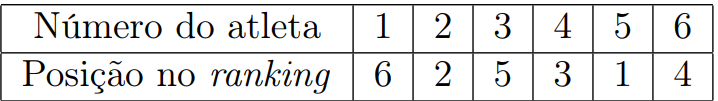 Número do atleta 1 2 3 4 5 6
Posição no ranking 6 2 5 3 1 4